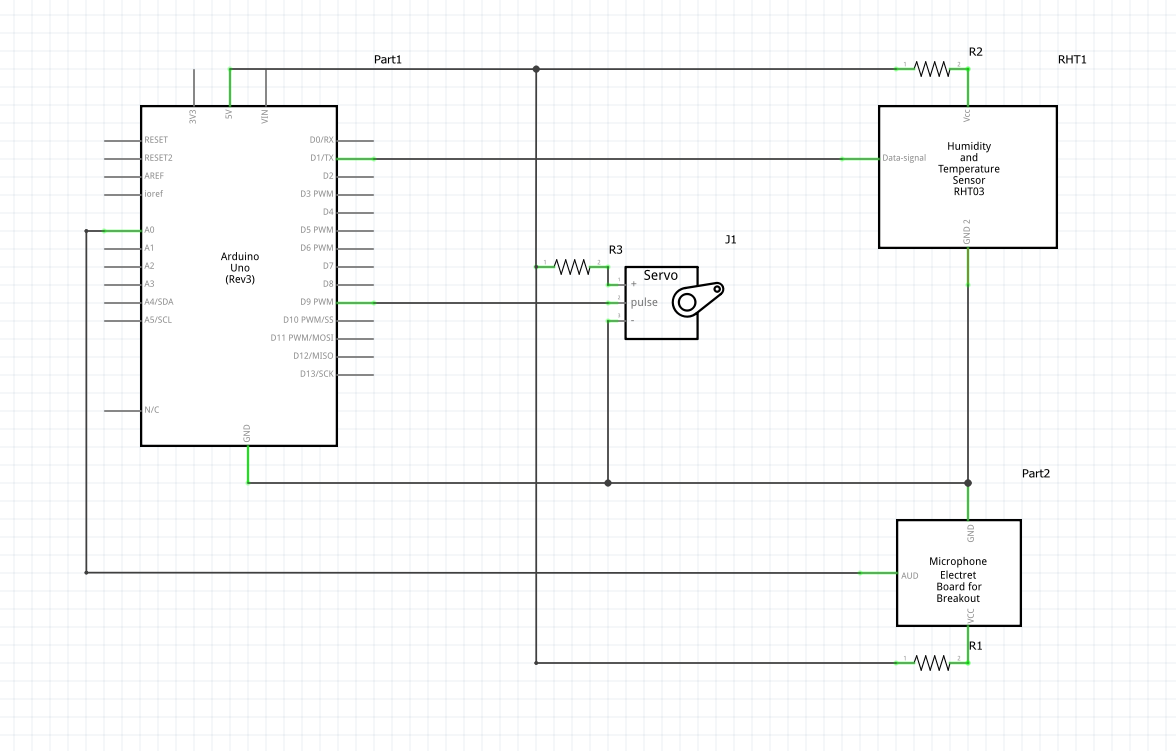 Part1
R2
RHT1
1
2
3V3
5V
VIN
Vcc
RESET
RESET2
AREF
ioref
A0
A1
A2
A3
A4/SDA
A5/SCL
N/C
D0/RX
D1/TX
D2
D3 PWM
D4
D5 PWM
D6 PWM
D7
D8
D9 PWM
D10 PWM/SS
D11 PWM/MOSI
D12/MISO
D13/SCK
Arduino
Uno
(Rev3)
GND
Data-signal
Humidity
and
Temperature
Sensor
RHT03
GND 2
J1
R3
1
2
Servo
1
+
2
pulse
3
-
Part2
GND
Microphone
Electret
Board for
Breakout
AUD
VCC
R1
1
2